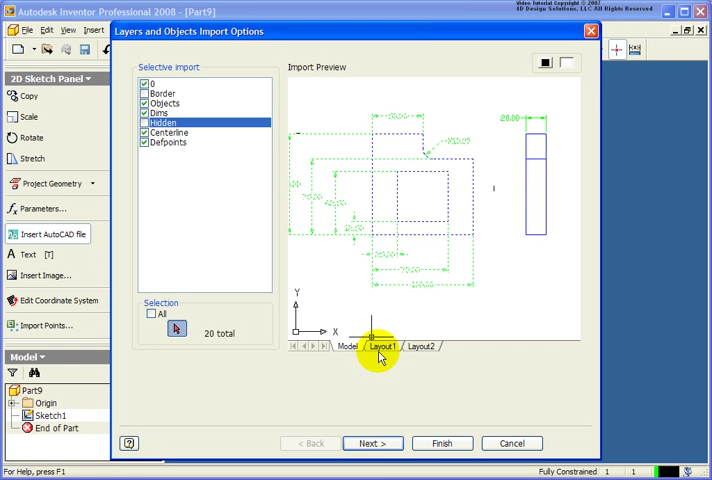 Autodesk Inventor Professional 2008 - [Part9]
Video Tutorial Copyright © 2007
4D Design Solutions, LLC All Rights Reserved
File Edit View Insert
Layers and Objects Import Options
2D Sketch Panel
Copy
Scale
Rotate
Stretch
Project Geometry
Parameters...
Insert AutoCAD file
Text [T]
Insert Image...
Edit Coordinate System
Import Points...
Model
Part9
Origin
Sketch1
End of Part
Selective import
0
Border
Objects
Dims
Hidden
Centerline
Defpoints
Selection
All
20 total
Import Preview
20.00
Y
X
Model Layout1 Layout2
< Back Next > Finish Cancel
For Help, press F1
Fully Constrained 1 1